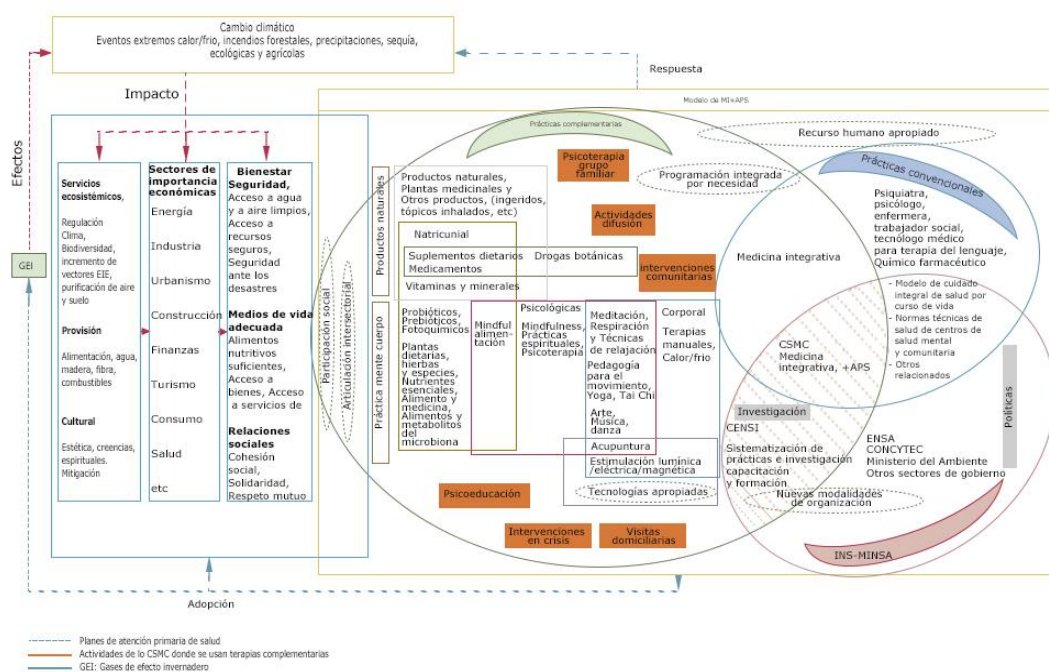 Cambio climático
Eventos extremos calor/frio, incendios forestales, precipitaciones, sequía,
ecológicas y agrícolas
Respuesta
Impacto
Efectos
GEI
Servicios
ecosistémicos,
Regulación
Clima,
Biodiversidad,
incremento de
vectores EIE,
purificación de aire
y suelo
Provisión
Alimentación, agua,
madera, fibra,
combustibles
Cultural
Estética, creencias,
espirituales.
Mitigación
Sectores de
importancia
económicas
Energía
Industria
Urbanismo
Construcción
Finanzas
Turismo
Consumo
Salud
etc
Bienestar
Seguridad,
Acceso a agua
y a aire limpios,
Acceso a
recursos
seguros,
Seguridad
ante los
desastres
Medios de vida
adecuada
Alimentos
nutritivos
suficientes,
Acceso a
bienes, Acceso
a servicios de
Relaciones
sociales
Cohesión
social,
Solidaridad,
Respeto mutuo
Adopción
Modelo de MI+APS
Participación social
Articulación intersectorial
Prácticas complementarias
Recurso humano apropiado
Psicoterapia
grupo
familiar
Programación integrada
por necesidad
Actividades
difusión
Intervenciones
comunitarias
Productos naturales
Productos naturales,
Plantas medicinales y
Otros productos, (ingeridos,
tópicos inhalados, etc)
Natricunial
Suplementos dietarios
Medicamentos
Drogas botánicas
Vitaminas y minerales
Práctica mente cuerpo
Probióticos,
Prebióticos,
Fotoquimicos
Plantas
dietarias,
hierbas
y especies,
Nutrientes
esenciales,
Alimento y
medicina,
Alimentos y
metabolitos
del
microbiona
Mindful
alimen-
tación
Psicológicas
Mindfulness,
Prácticas
espirituales,
Psicoterapia
Meditación,
Respiración
y Técnicas
de relajación
Pedagogía
para el
movimiento,
Yoga, Tai Chi
Arte,
Música,
danza
Corporal
Terapias
manuales,
Calor/frio
Acupuntura
Estimulación lumínica
/eléctrica/magnética
Tecnologías apropiadas
Psicoeducación
Intervenciones
en crisis
Visitas
domiciliarias
Prácticas convencionales
Psiquiatra,
psicólogo,
enfermera,
trabajador social,
tecnólogo médico
para terapia del lenguaje,
Químico farmacéutico
Medicina integrativa
- Modelo de cuidado
integral de salud por
curso de vida
- Normas técnicas de
salud de centros de
salud mental
y comunitaria
- Otros
relacionados
CSMC
Medicina
integrativa, +APS
Políticas
Investigación
CENSI
Sistematización de
prácticas e investigación
capacitación
y formación
ENSA
CONCYTEC
Ministerio del Ambiente
Otros sectores de gobierno
Nuevas modalidades
de organización
INS-MINSA
Planes de atención primaria de salud
Actividades de lo CSMC donde se usan terapias complementarias
GEI: Gases de efecto invernadero